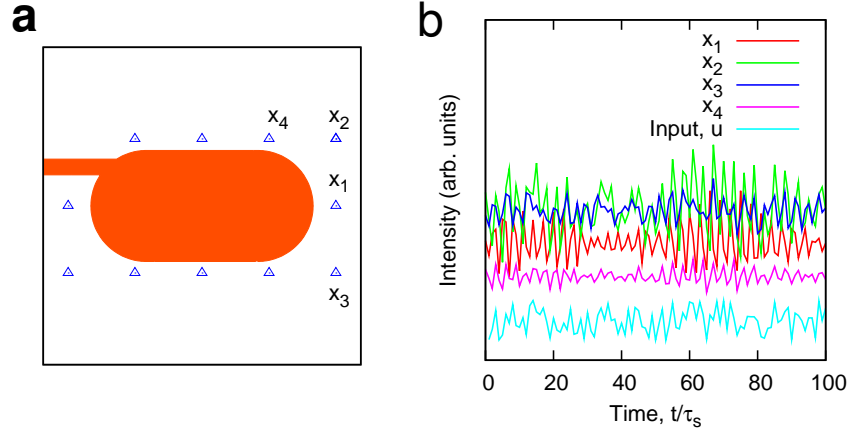 a
x4
x2
x1
x3
b
x1
x2
x3
x4
Input, u
Intensity (arb. units)
0 20 40 60 80 100
Time, t/τs